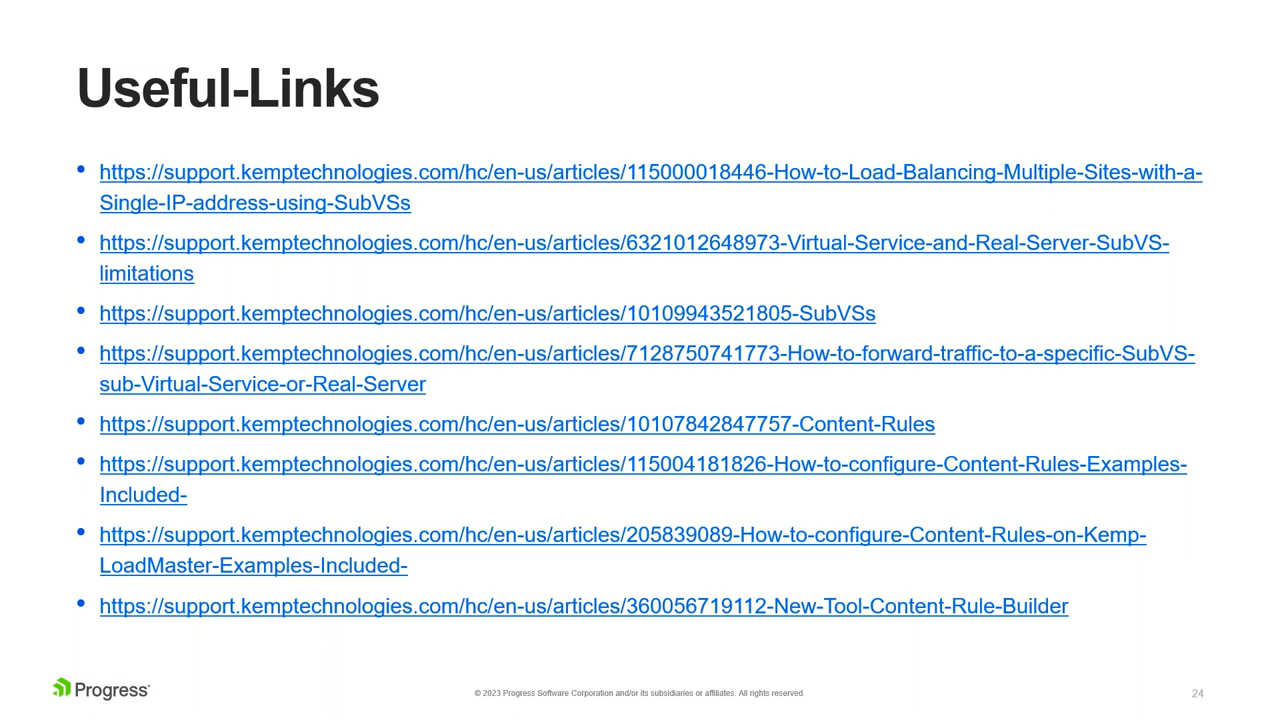 Useful-Links
• https://support.kemptechnologies.com/hc/en-us/articles/115000018446-How-to-Load-Balancing-Multiple-Sites-with-a-
Single-IP-address-using-SubVSs
• https://support.kemptechnologies.com/hc/en-us/articles/6321012648973-Virtual-Service-and-Real-Server-SubVS-
limitations
• https://support.kemptechnologies.com/hc/en-us/articles/10109943521805-SubVSs
• https://support.kemptechnologies.com/hc/en-us/articles/7128750741773-How-to-forward-traffic-to-a-specific-SubVS-
sub-Virtual-Service-or-Real-Server
• https://support.kemptechnologies.com/hc/en-us/articles/10107842847757-Content-Rules
• https://support.kemptechnologies.com/hc/en-us/articles/115004181826-How-to-configure-Content-Rules-Examples-
Included-
• https://support.kemptechnologies.com/hc/en-us/articles/205839089-How-to-configure-Content-Rules-on-Kemp-
LoadMaster-Examples-Included-
• https://support.kemptechnologies.com/hc/en-us/articles/360056719112-New-Tool-Content-Rule-Builder
Progress
© 2023 Progress Software Corporation and/or its subsidiaries or affiliates. All rights reserved.
24